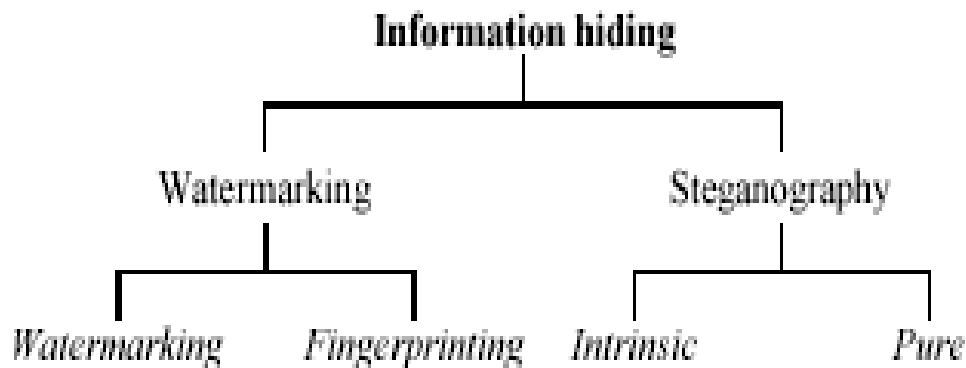 Information hiding
Watermarking Steganography
Watermarking Fingerprinting Intrinsic Pure